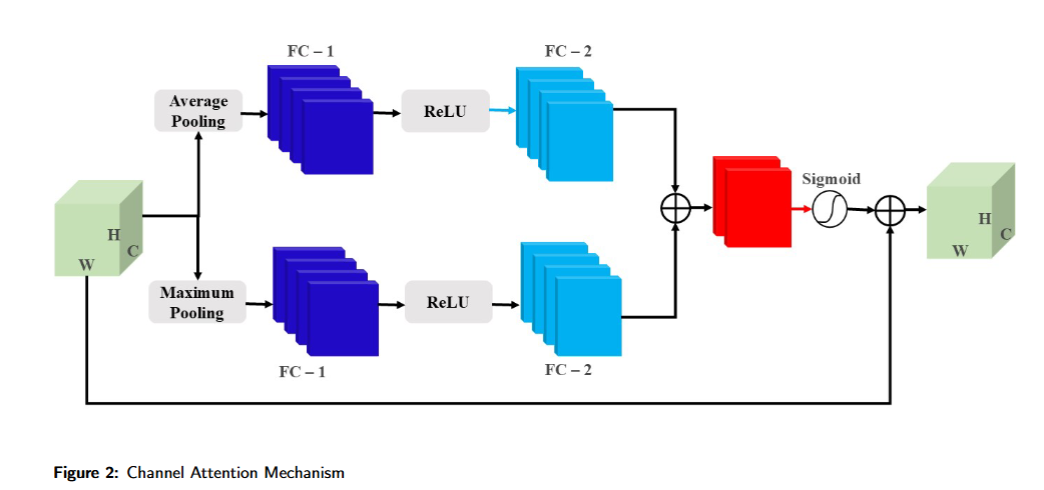 FC – 1
FC – 2
Average
Pooling
ReLU
Sigmoid
H
C
W
H
C
W
Maximum
Pooling
ReLU
FC – 1
FC – 2
Figure 2: Channel Attention Mechanism